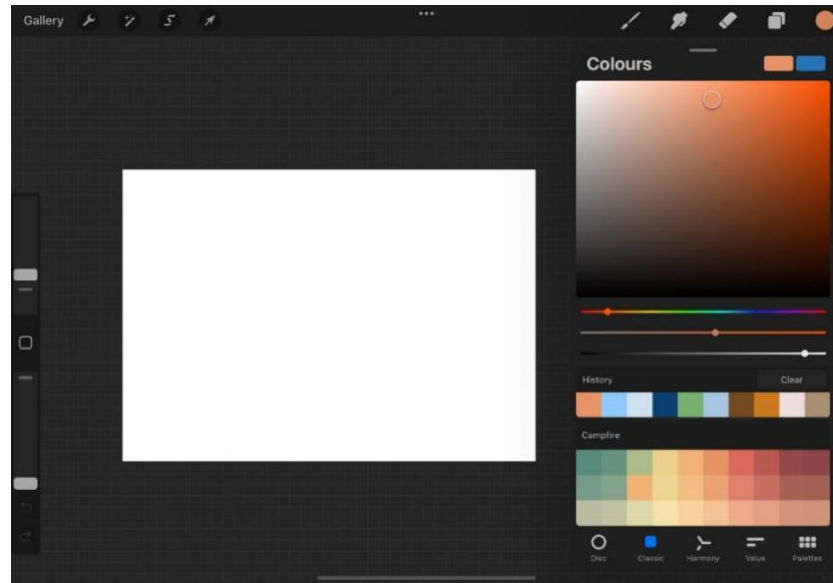 Gallery
Colours
History Clear
Campfire
Disc Classic Harmony Value Palettes